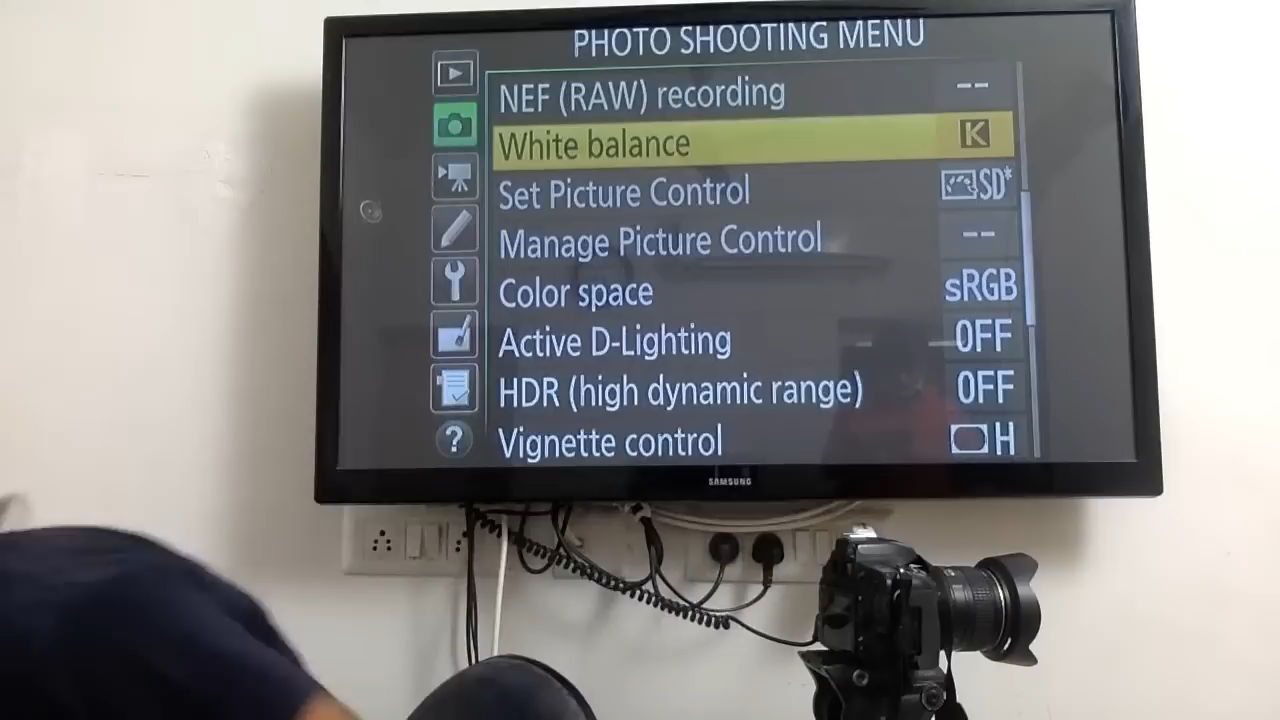 PHOTO SHOOTING MENU
NEF (RAW) recording --
White balance K
Set Picture Control SD*
Manage Picture Control --
Color space sRGB
Active D-Lighting OFF
HDR (high dynamic range) OFF
? Vignette control H
SAMSUNG